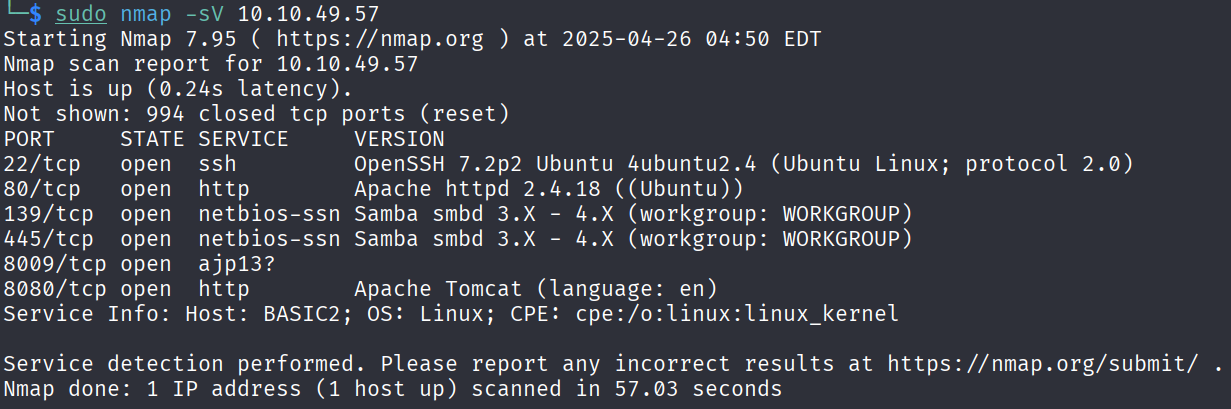 └─$ sudo nmap -sV 10.10.49.57
Starting Nmap 7.95 ( https://nmap.org ) at 2025-04-26 04:50 EDT
Nmap scan report for 10.10.49.57
Host is up (0.24s latency).
Not shown: 994 closed tcp ports (reset)
PORT     STATE SERVICE     VERSION
22/tcp   open  ssh         OpenSSH 7.2p2 Ubuntu 4ubuntu2.4 (Ubuntu Linux; protocol 2.0)
80/tcp   open  http        Apache httpd 2.4.18 ((Ubuntu))
139/tcp  open  netbios-ssn Samba smbd 3.X - 4.X (workgroup: WORKGROUP)
445/tcp  open  netbios-ssn Samba smbd 3.X - 4.X (workgroup: WORKGROUP)
8009/tcp open  ajp13?
8080/tcp open  http        Apache Tomcat (language: en)
Service Info: Host: BASIC2; OS: Linux; CPE: cpe:/o:linux:linux_kernel

Service detection performed. Please report any incorrect results at https://nmap.org/submit/ .
Nmap done: 1 IP address (1 host up) scanned in 57.03 seconds